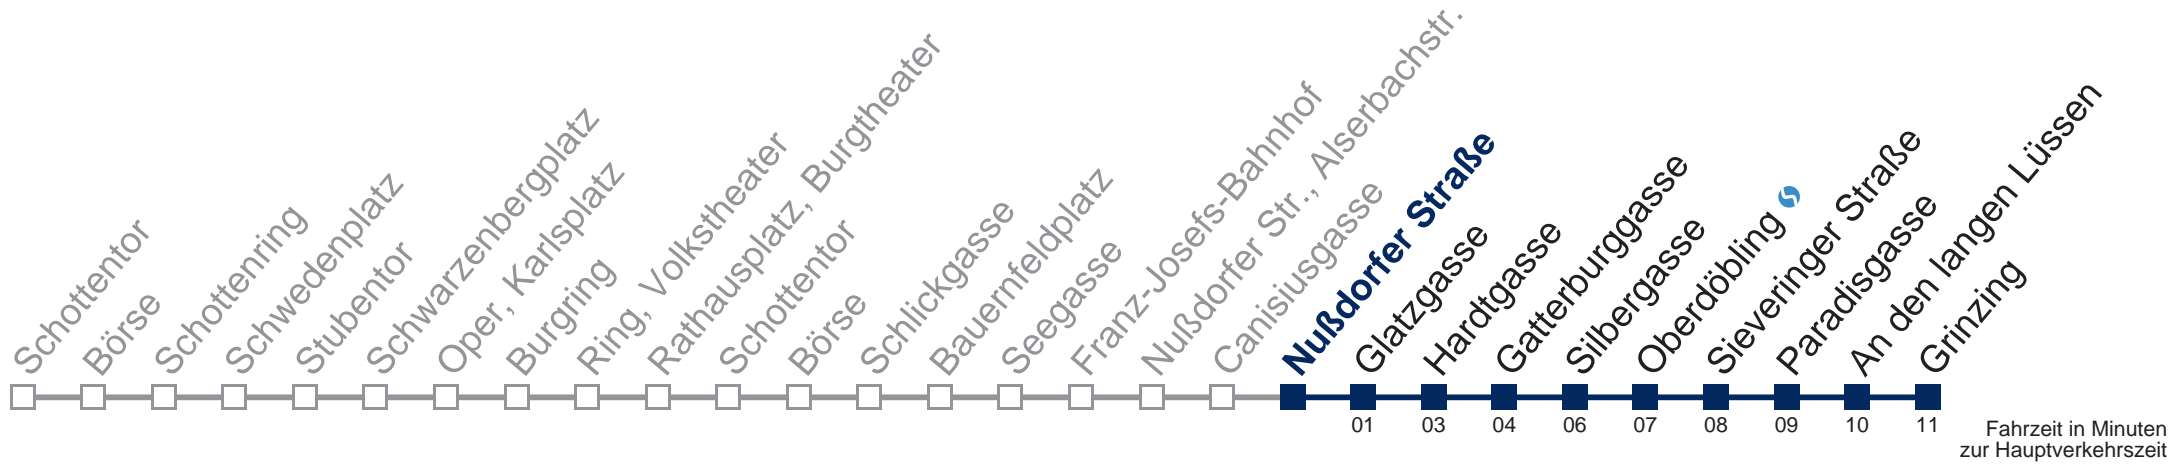 Schottentor
Börse
Schottenring
Schwedenplatz
Stubentor
Schwarzenbergplatz
Oper, Karlsplatz
Burgring
Ring, Volkstheater
Rathausplatz, Burgtheater
Schottentor
Börse
Schlickgasse
Bauernfeldplatz
Seegasse
Franz-Josefs-Bahnhof
Nußdorfer Str., Alserbachstr.
Canisiusgasse
Nußdorfer Straße
Glatzgasse
Hardtgasse
Gatterburggasse
Silbergasse
Oberdöbling
Sieveringer Straße
Paradisgasse
An den langen Lüssen
Grinzing
01 03 04 06 07 08 09 10 11
Fahrzeit in Minuten
zur Hauptverkehrszeit